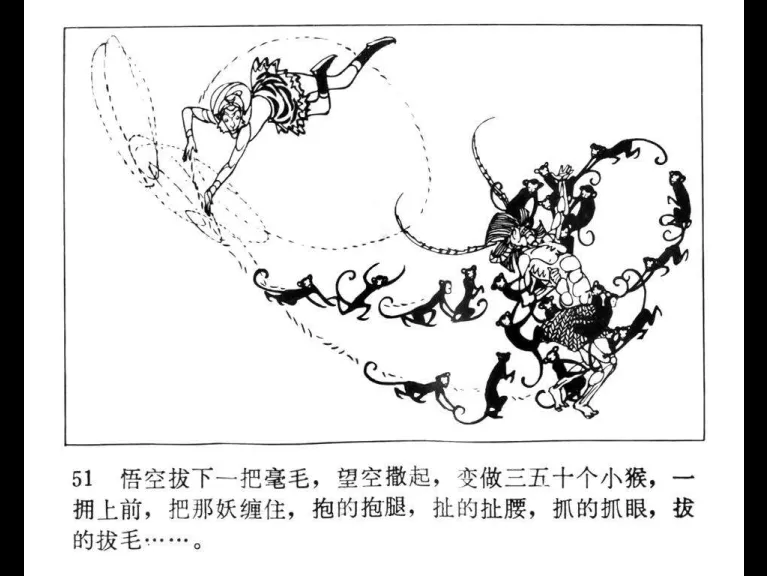 51 悟空拔下一把毫毛，望空撒起，变做三五十个小猴，一
拥上前，把那妖缠住，抱的抱腿，扯的扯腰，抓的抓眼，拔
的拔毛……。